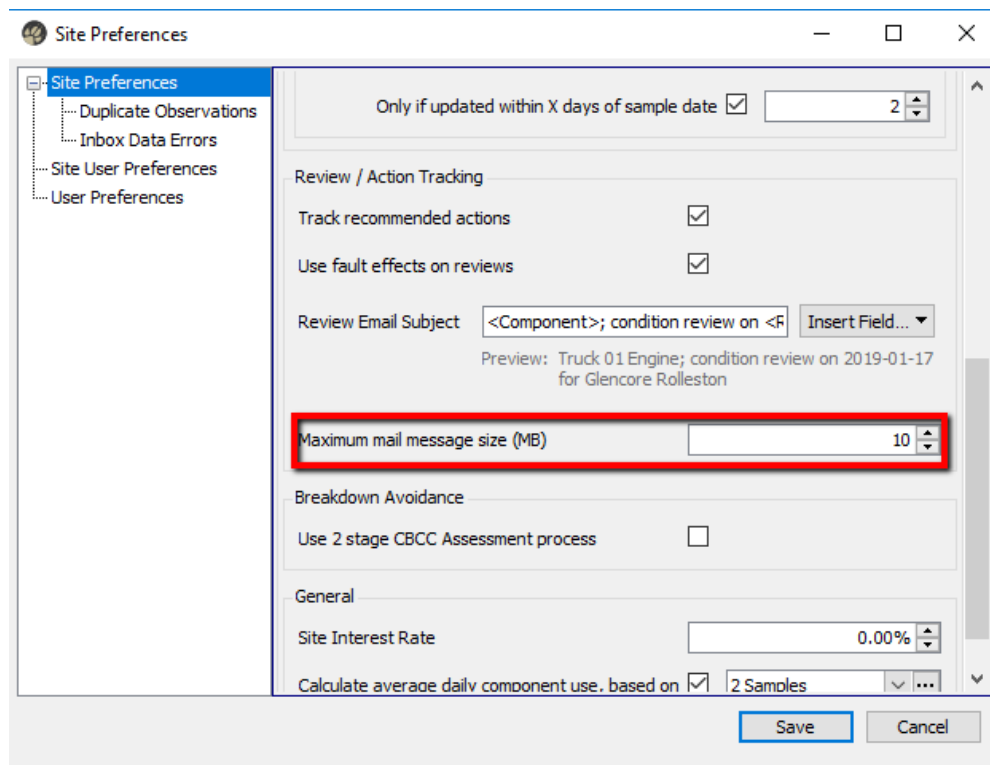 Site Preferences
Site Preferences
Duplicate Observations
Inbox Data Errors
Site User Preferences
User Preferences
Only if updated within X days of sample date
2
Review / Action Tracking
Track recommended actions
Use fault effects on reviews
Review Email Subject
<Component>; condition review on <R
Insert Field...
Preview: Truck 01 Engine; condition review on 2019-01-17
for Glencore Rolleston
Maximum mail message size (MB)
10
Breakdown Avoidance
Use 2 stage CBCC Assessment process
General
Site Interest Rate
0.00%
Calculate average daily component use, based on
2 Samples
...
Save
Cancel